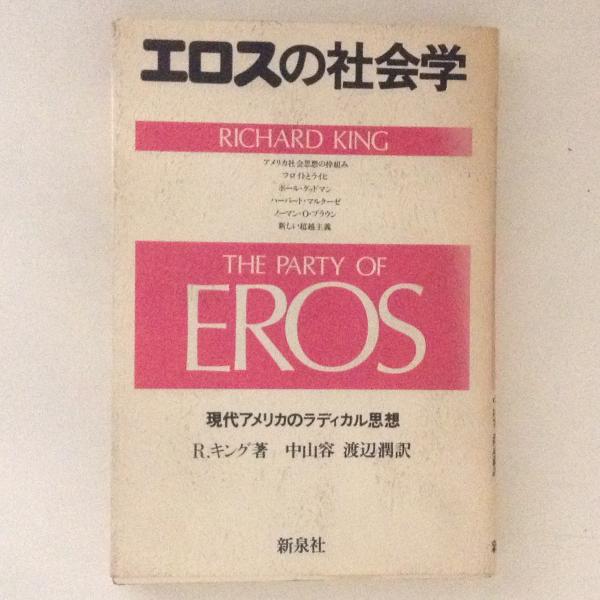 エロスの社会学
RICHARD KING
アメリカ社会思想の枠組み
フロイトとライヒ
ポール・グッドマン
ハーバート・マルクーゼ
ノーマン・O・ブラウン
新しい超越主義
THE PARTY OF
EROS
現代アメリカのラディカル思想
R.キング著 中山容 渡辺潤訳
新泉社